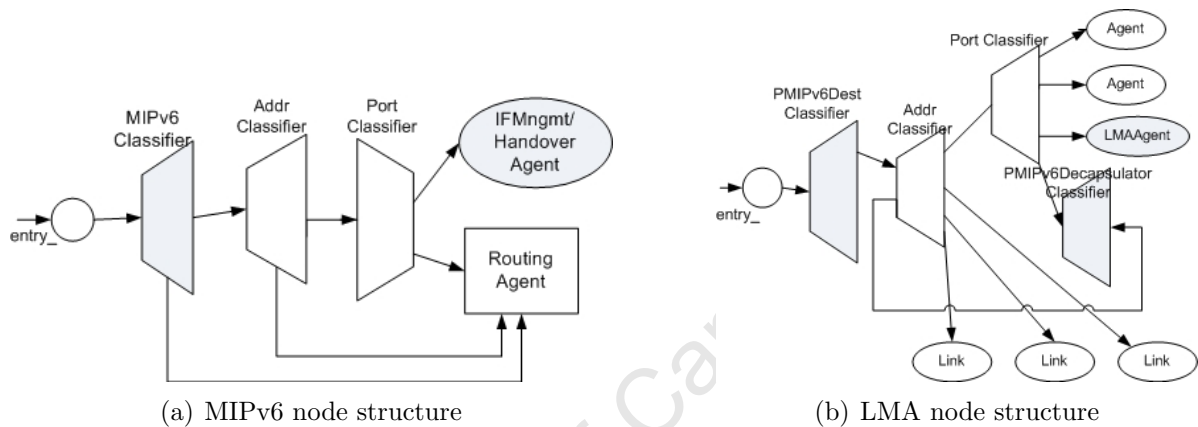 MIPv6
Classifier
Addr
Classifier
Port
Classifier
IFMngmt/
Handover
Agent
entry_
Routing
Agent
(a) MIPv6 node structure
Port Classifier
Agent
PMIPv6Dest
Classifier
Addr
Classifier
Agent
LMAAgent
PMIPv6Decapsulator
Classifier
entry_
Link
Link
Link
(b) LMA node structure